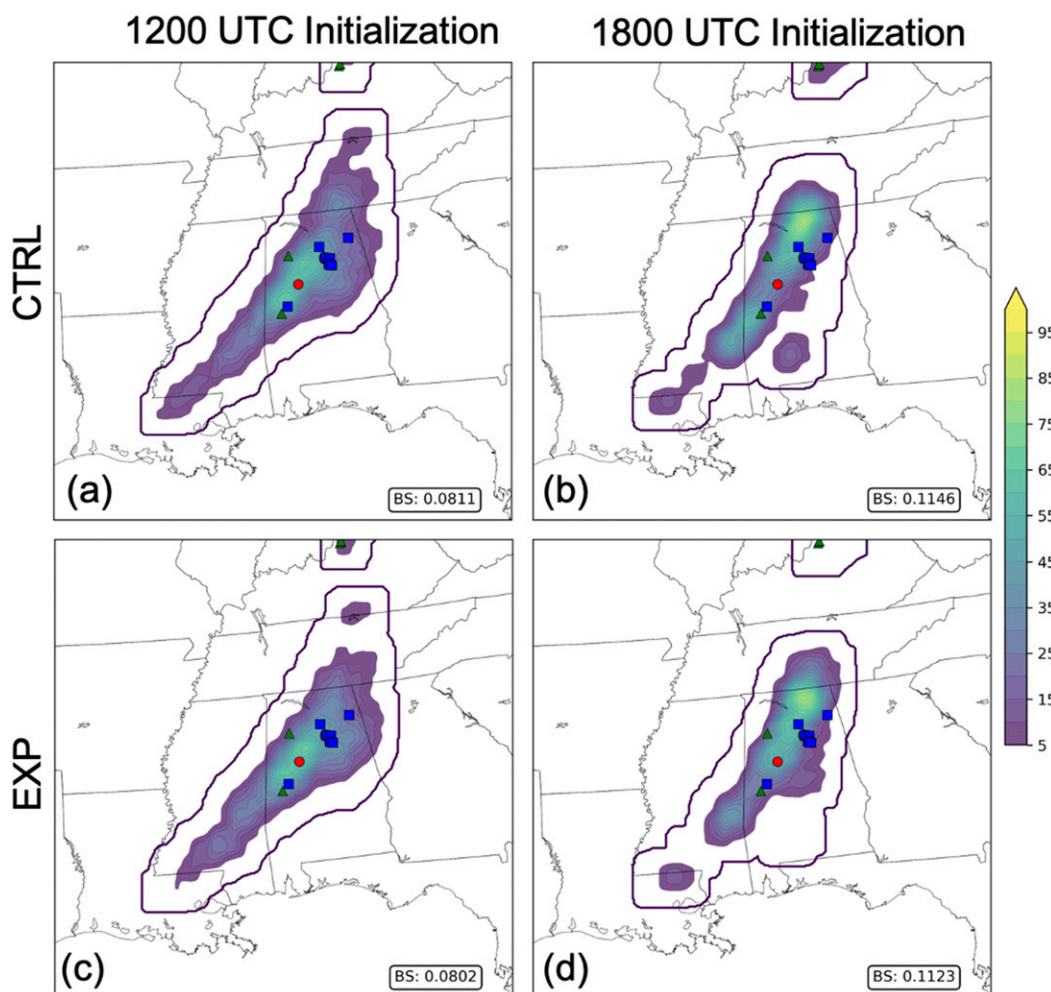 1200 UTC Initialization
1800 UTC Initialization
CTRL
(a)
BS: 0.0811
(b)
BS: 0.1146
95
85
75
65
55
45
35
25
15
5
EXP
(c)
BS: 0.0802
(d)
BS: 0.1123